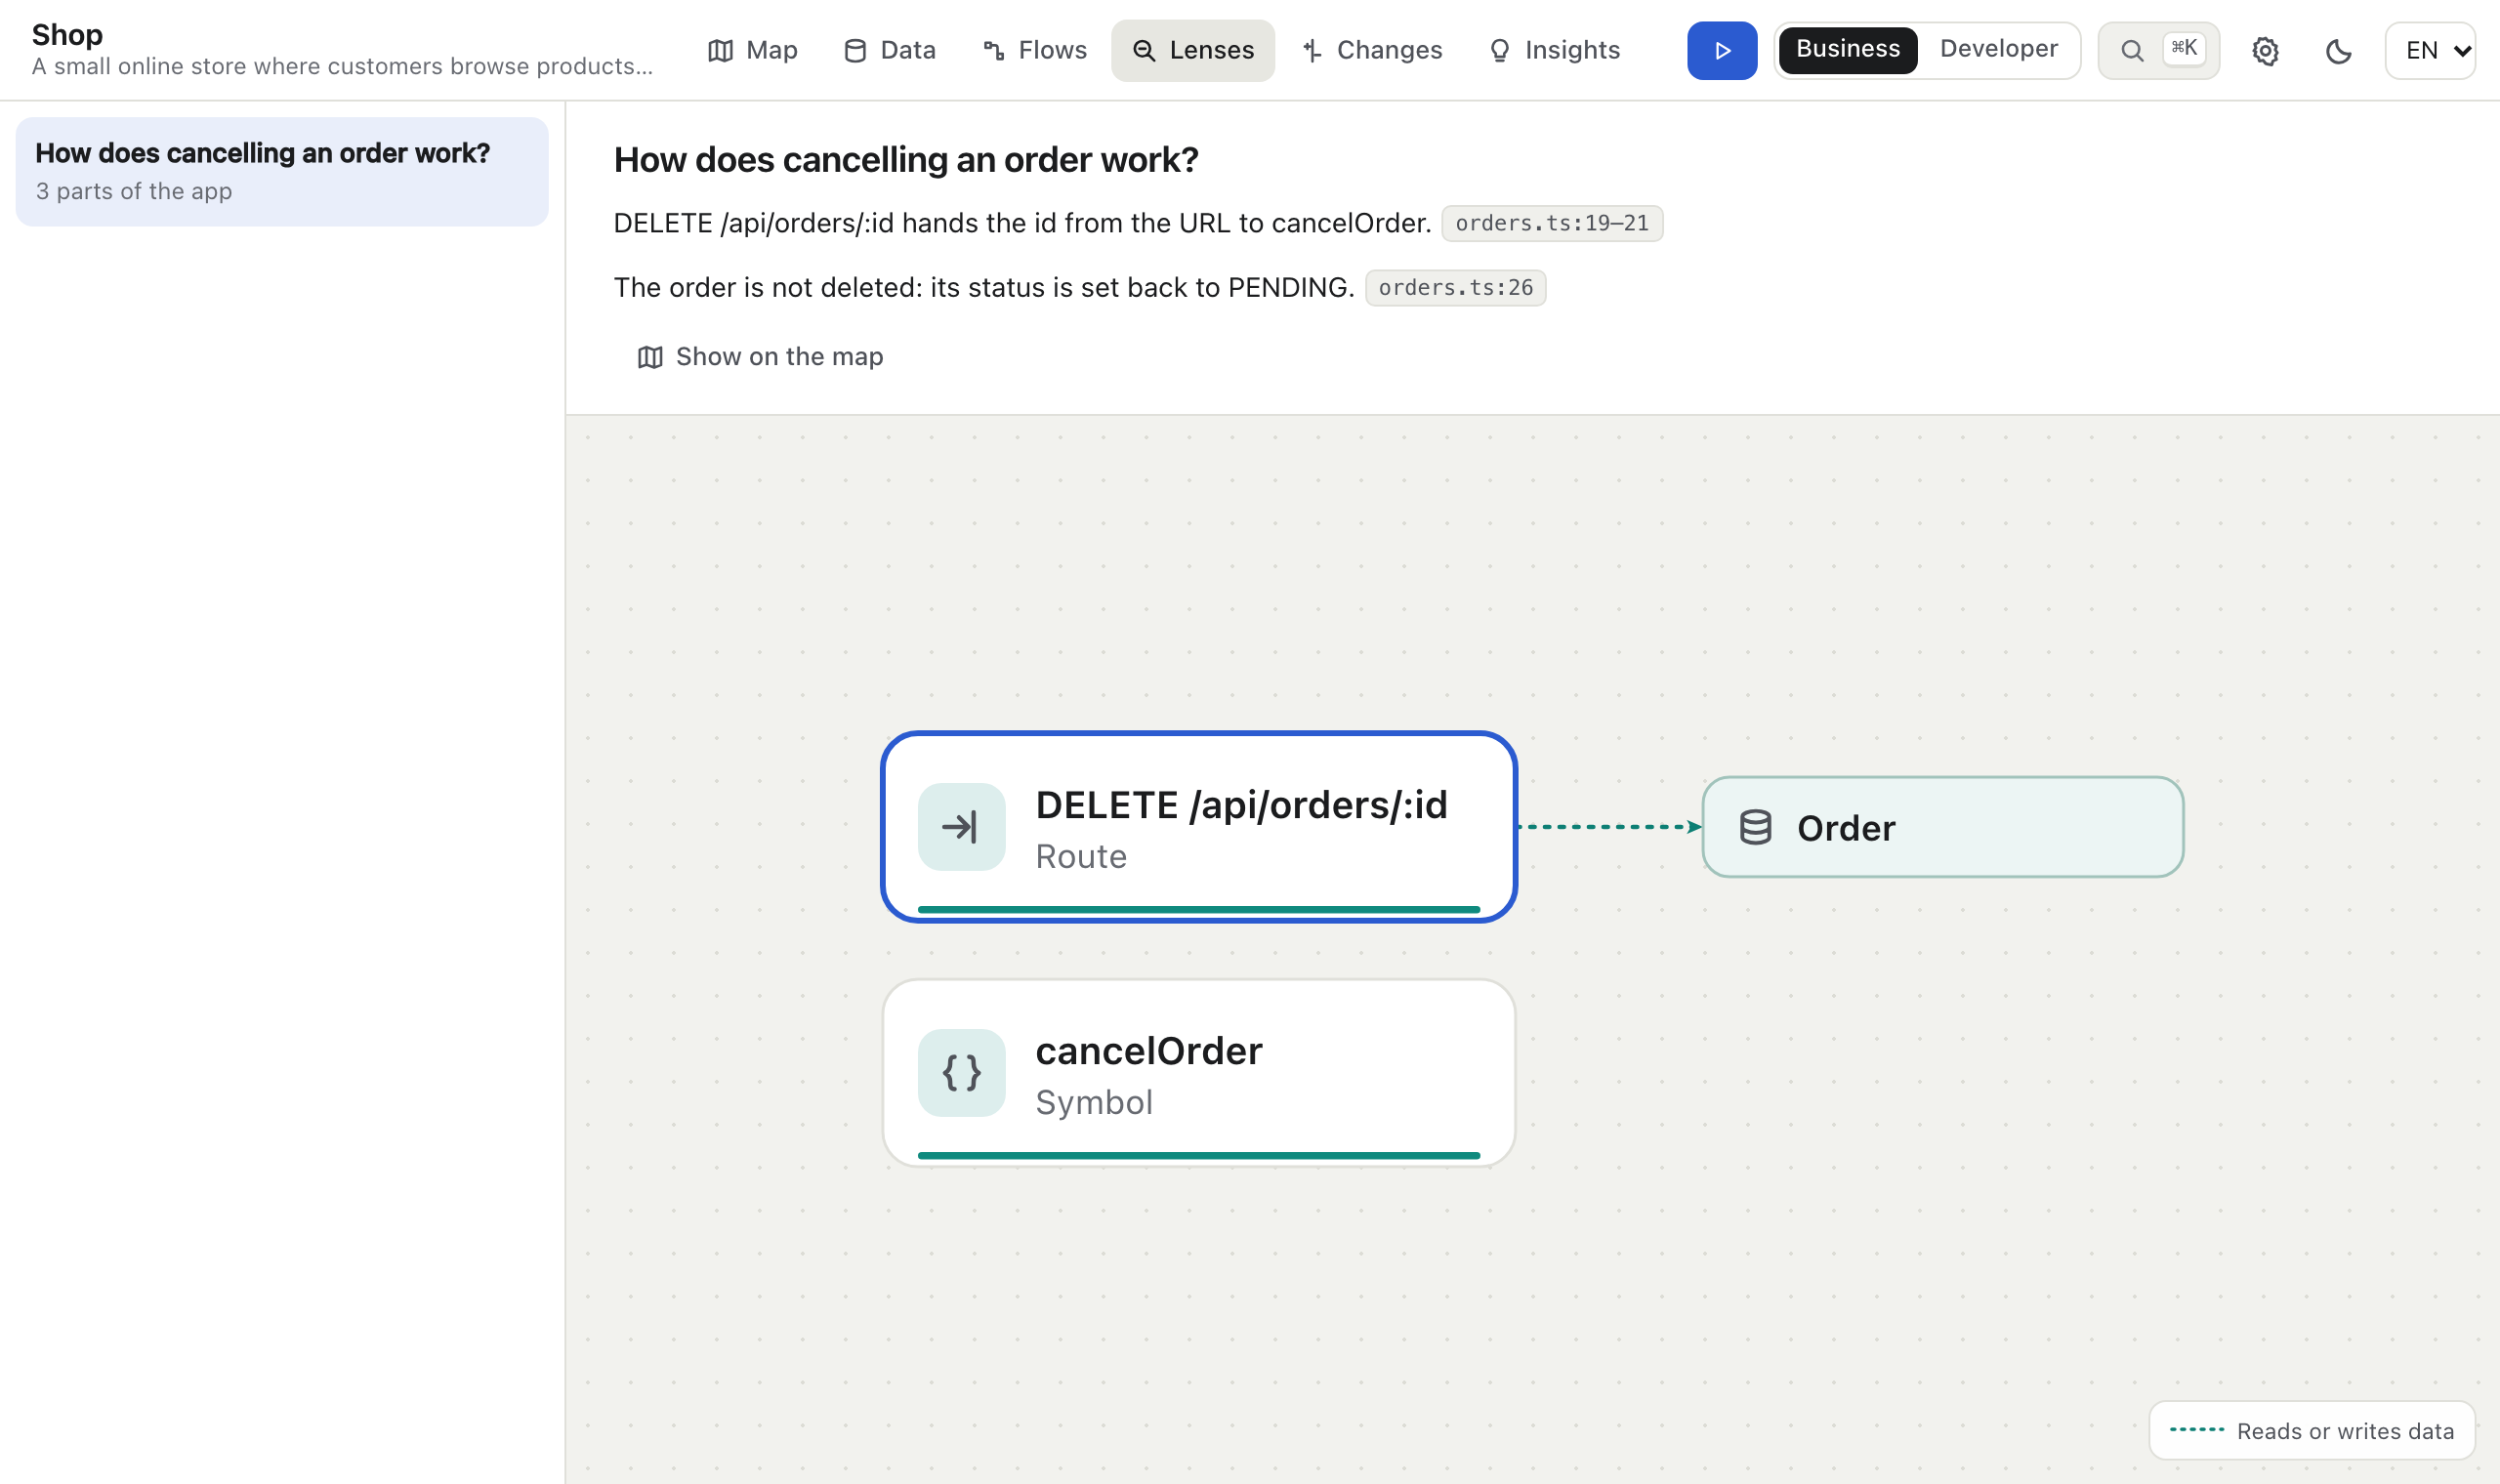 Shop
A small online store where customers browse products...
Map
Data
Flows
Lenses
Changes
Insights
Business
Developer
⌘K
EN
How does cancelling an order work?
3 parts of the app
How does cancelling an order work?
DELETE /api/orders/:id hands the id from the URL to cancelOrder. orders.ts:19–21
The order is not deleted: its status is set back to PENDING. orders.ts:26
Show on the map
DELETE /api/orders/:id
Route
Order
cancelOrder
Symbol
Reads or writes data